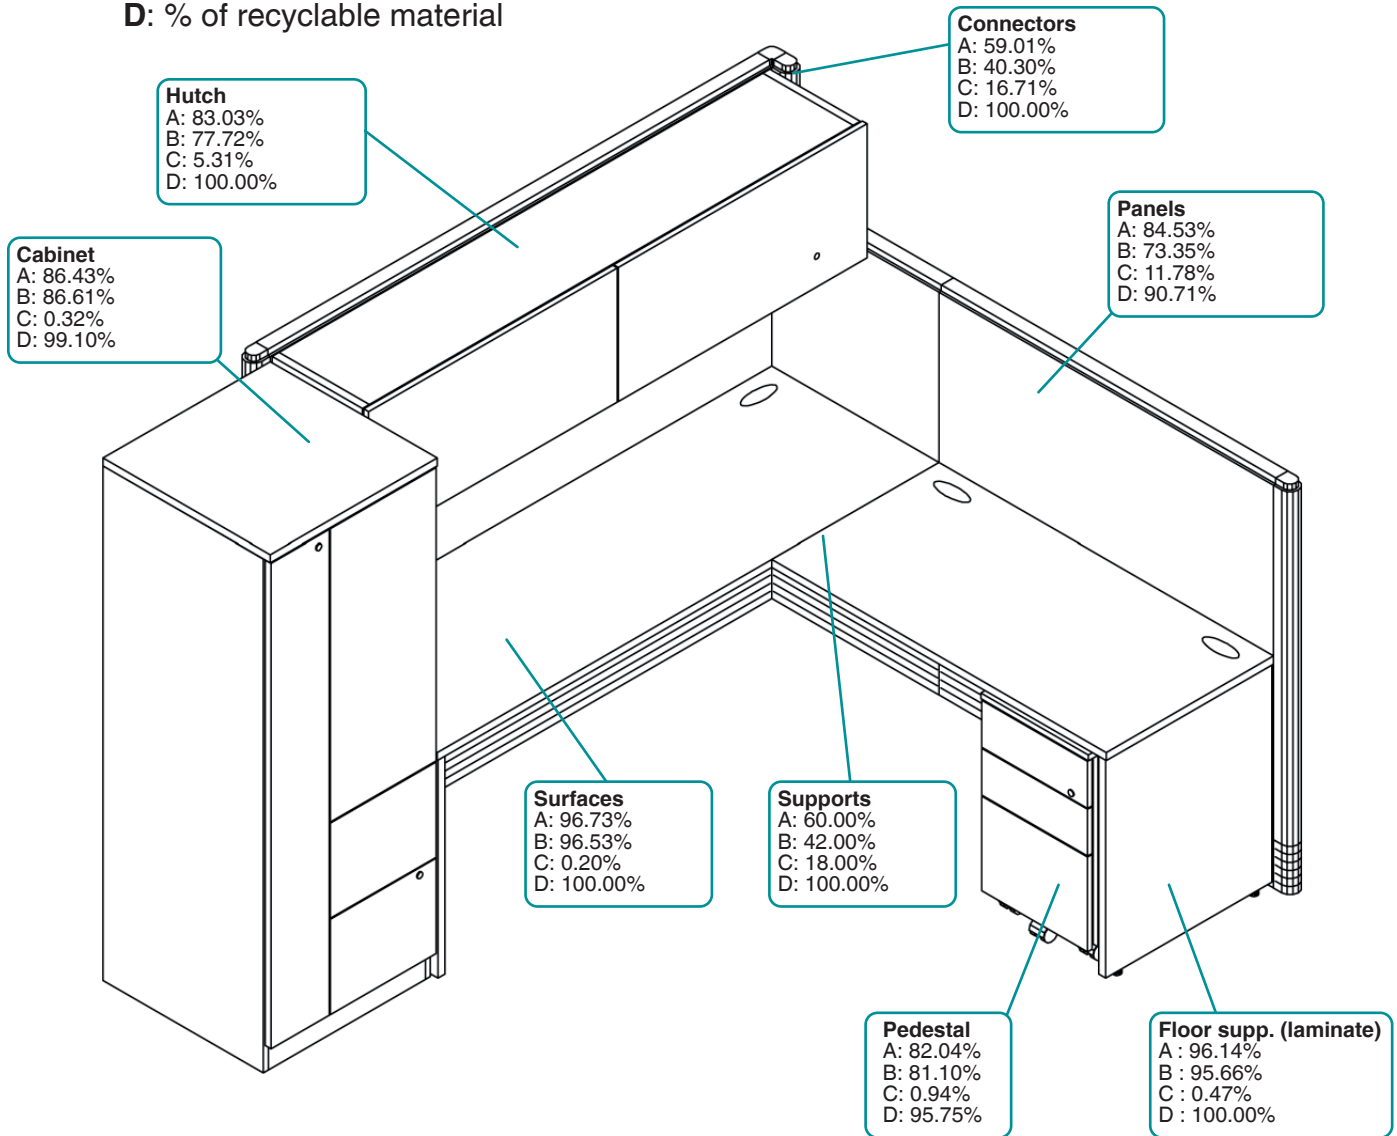 D: % of recyclable material
Connectors
A: 59.01%
B: 40.30%
C: 16.71%
D: 100.00%
Hutch
A: 83.03%
B: 77.72%
C: 5.31%
D: 100.00%
Panels
A: 84.53%
B: 73.35%
C: 11.78%
D: 90.71%
Cabinet
A: 86.43%
B: 86.61%
C: 0.32%
D: 99.10%
Surfaces
A: 96.73%
B: 96.53%
C: 0.20%
D: 100.00%
Supports
A: 60.00%
B: 42.00%
C: 18.00%
D: 100.00%
Pedestal
A: 82.04%
B: 81.10%
C: 0.94%
D: 95.75%
Floor supp. (laminate)
A : 96.14%
B : 95.66%
C : 0.47%
D : 100.00%